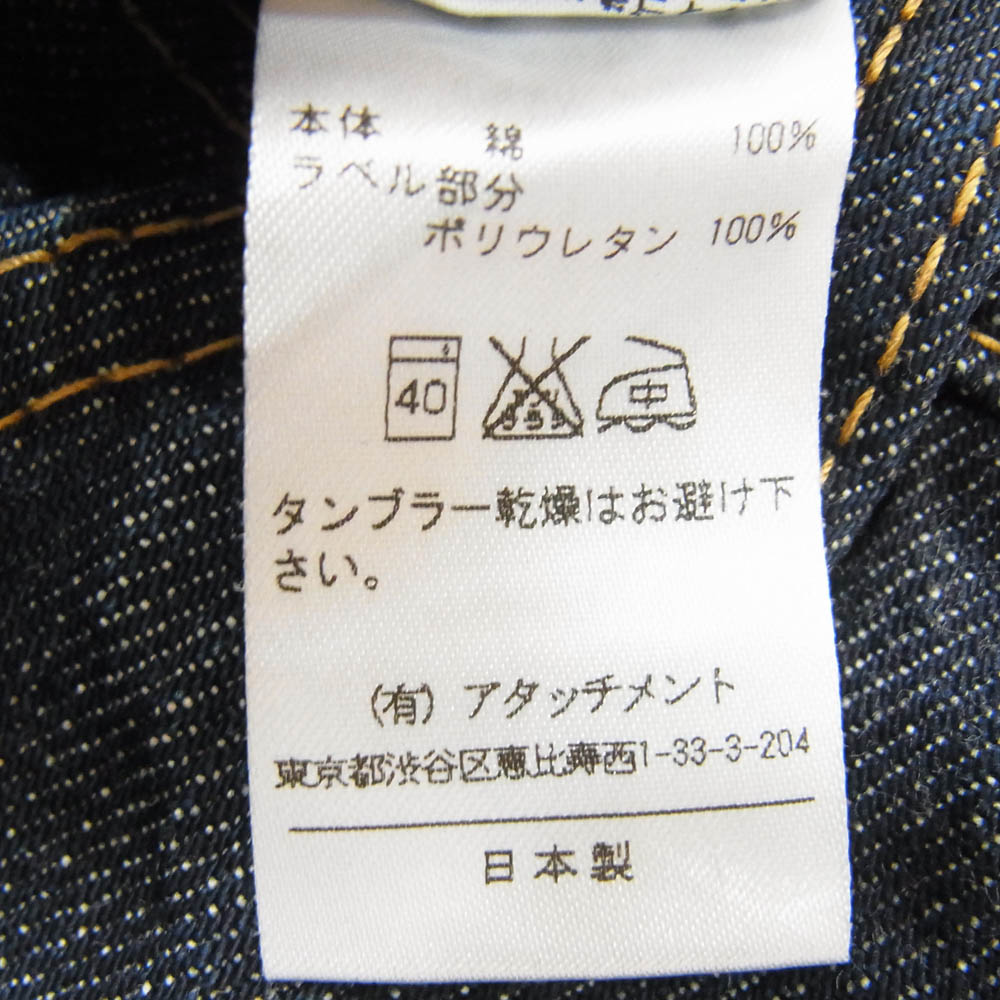 本体 綿 100%
ラベル部分
ポリウレタン 100%
40 中
タンブラー乾燥はお避け下
さい。
(有) アタッチメント
東京都渋谷区恵比寿西1-33-3-204
日本製